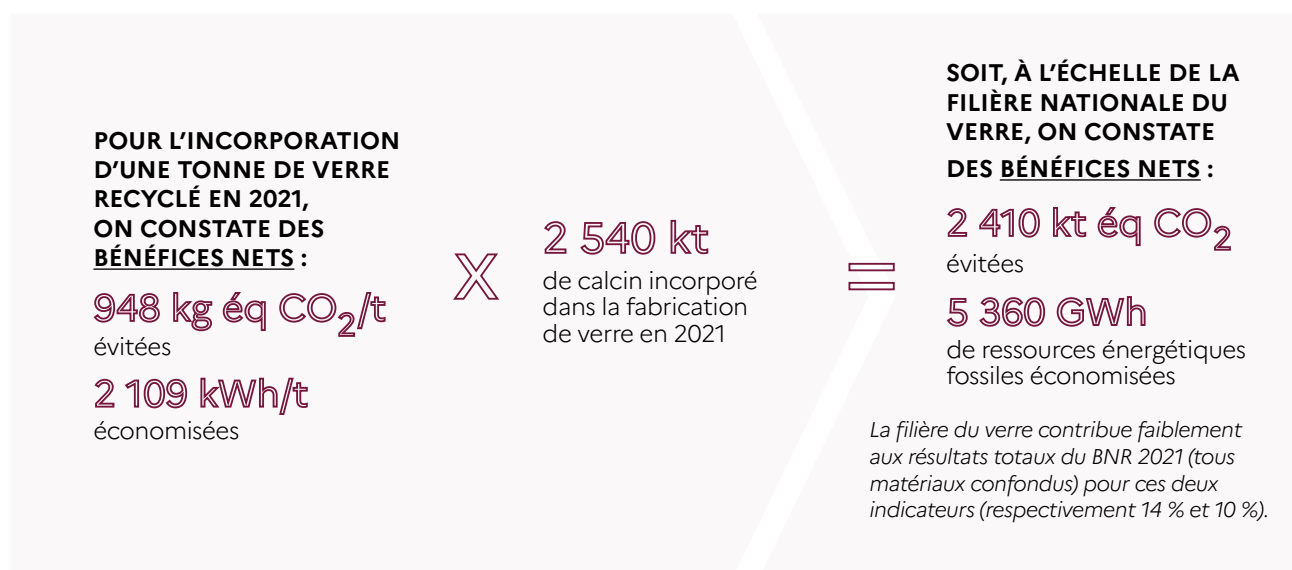 POUR L'INCORPORATION
D'UNE TONNE DE VERRE
RECYCLÉ EN 2021,
ON CONSTATE DES
BÉNÉFICES NETS :
948 kg éq CO₂/t
évitées
2 109 kWh/t
économisées
X
2 540 kt
de calcin incorporé
dans la fabrication
de verre en 2021
=
SOIT, À L'ÉCHELLE DE LA
FILIÈRE NATIONALE DU
VERRE, ON CONSTATE
DES BÉNÉFICES NETS :
2 410 kt éq CO₂
évitées
5 360 GWh
de ressources énergétiques
fossiles économisées
La filière du verre contribue faiblement
aux résultats totaux du BNR 2021 (tous
matériaux confondus) pour ces deux
indicateurs (respectivement 14 % et 10 %).